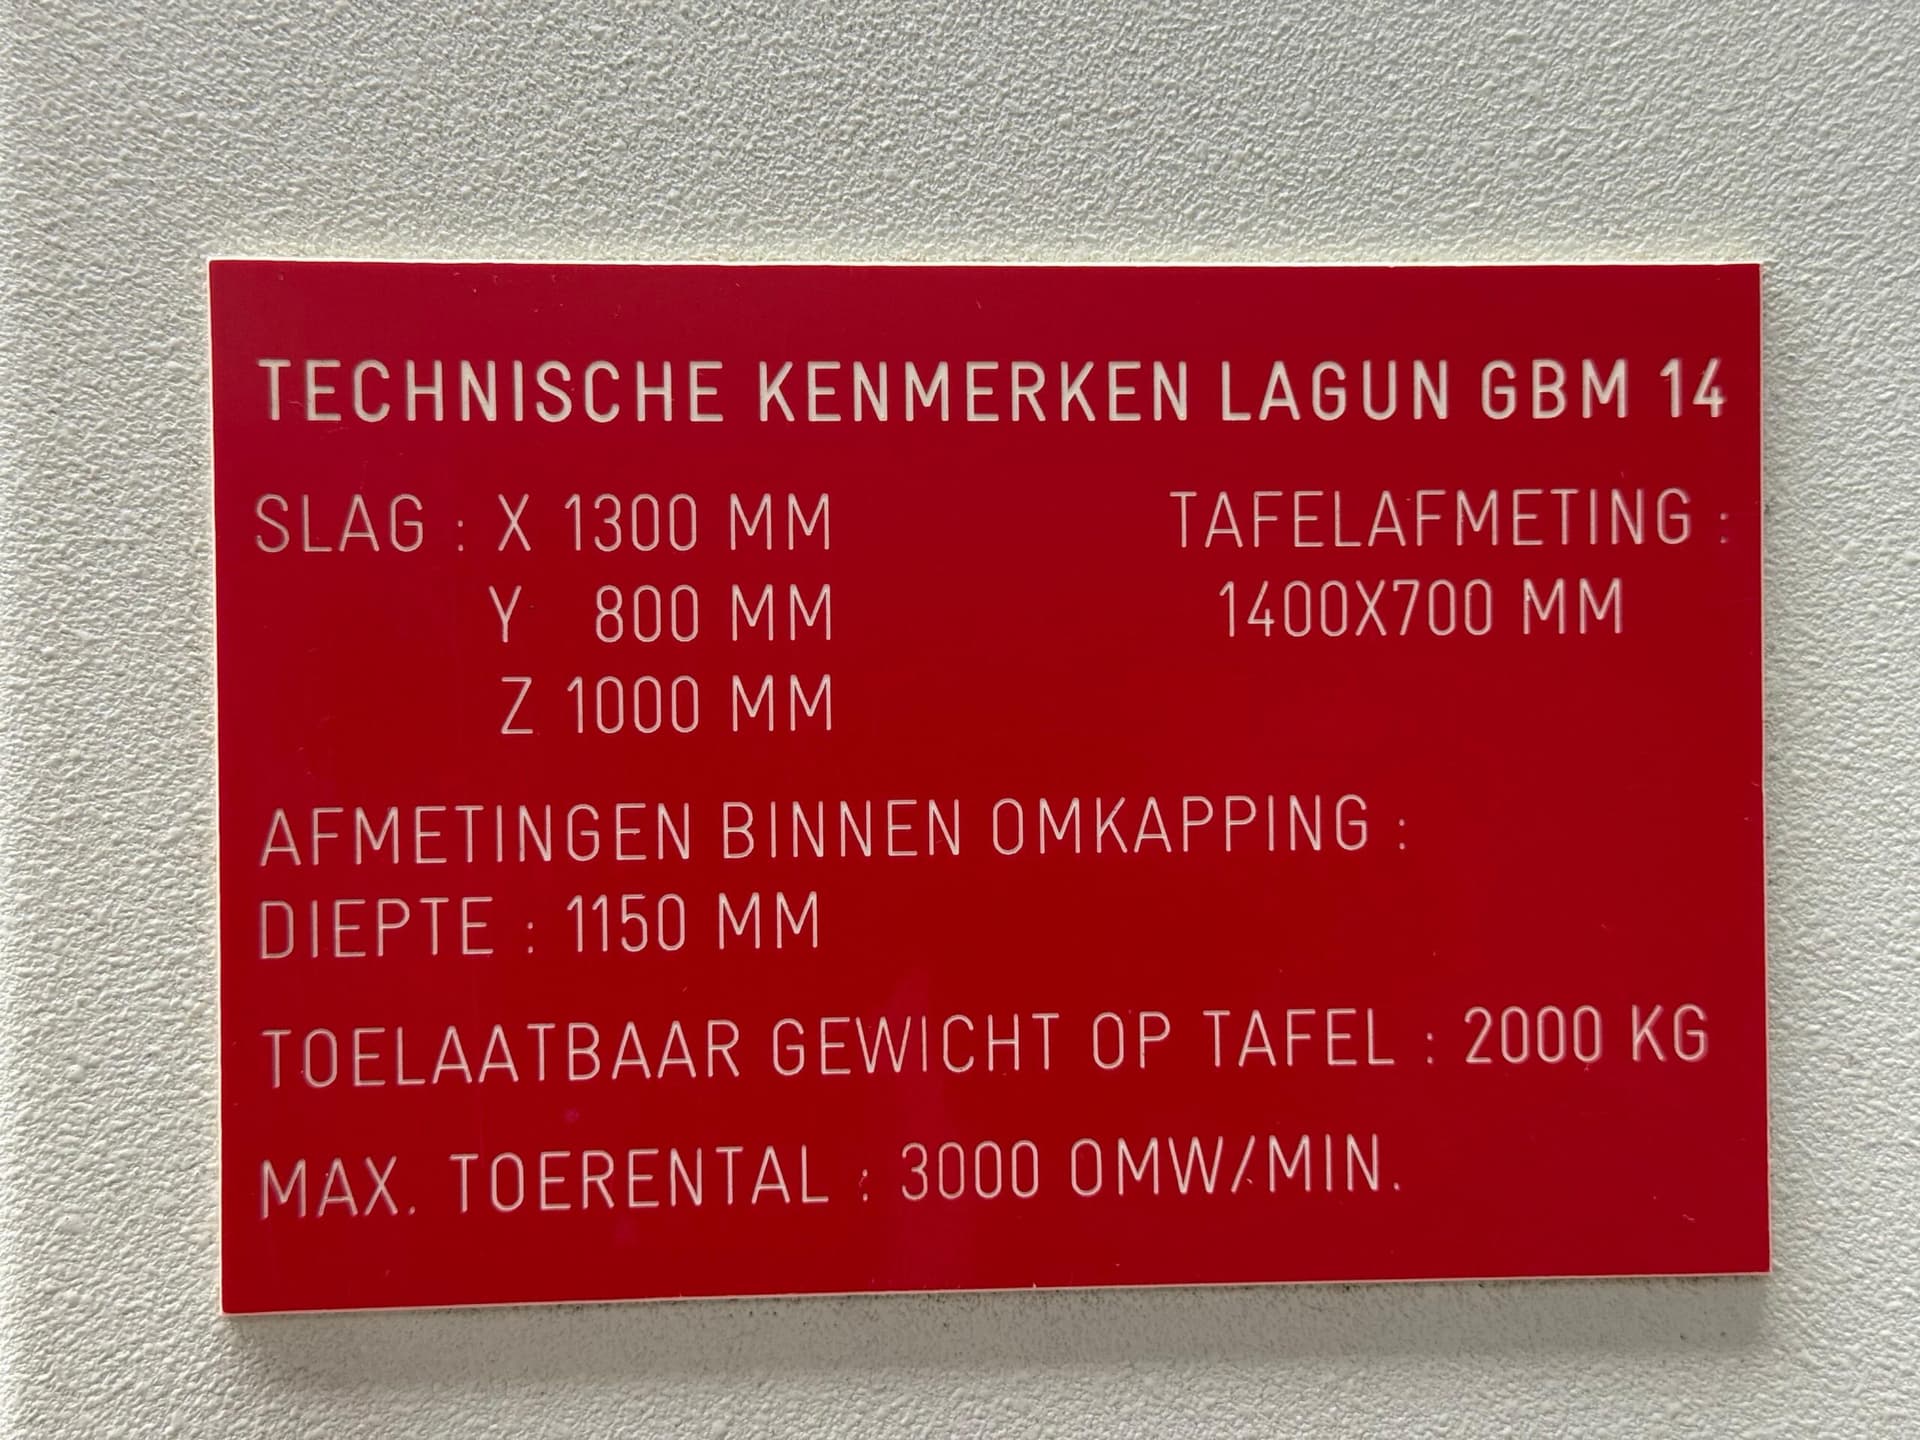 TECHNISCHE KENMERKEN LAGUN GBM 14
SLAG : X 1300 MM
Y 800 MM
Z 1000 MM
TAFELAFMETING :
1400X700 MM
AFMETINGEN BINNEN OMKAPPING :
DIEPTE : 1150 MM
TOELAATBAAR GEWICHT OP TAFEL : 2000 KG
MAX. TOERENTAL : 3000 OMW/MIN.